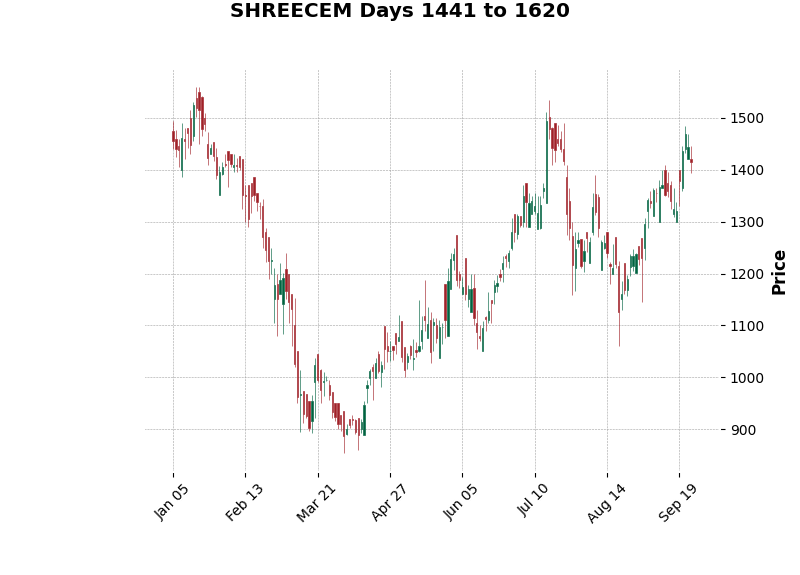 SHREECEM Days 1441 to 1620
1500
1400
1300
1200
1100
1000
900
Price
Jan 05
Feb 13
Mar 21
Apr 27
Jun 05
Jul 10
Aug 14
Sep 19